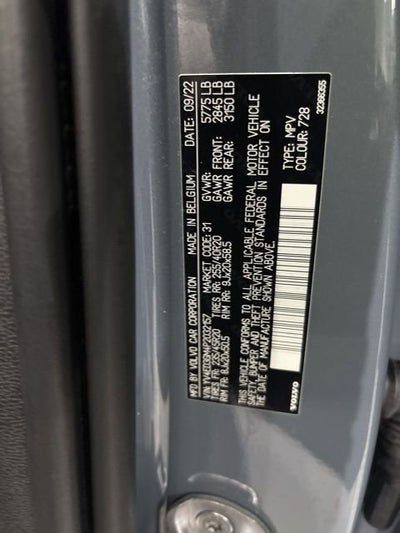 MFD BY VOLVO CAR CORPORATION MADE IN BELGIUM DATE: 09/22
VIN: YV4ED3GM4P2032157 MARKET CODE: 31 GVWR: 5775 LB
TIRES FR: 235/45R20 TIRES RR: 255/40R20 GAWR FRONT: 2845 LB
RIM FR: 8Jx20x50.5 RIM RR: 9Jx20x58.5 GAWR REAR: 3150 LB
THIS VEHICLE CONFORMS TO ALL APPLICABLE FEDERAL MOTOR VEHICLE
SAFETY, BUMPER AND THEFT PREVENTION STANDARDS IN EFFECT ON
THE DATE OF MANUFACTURE SHOWN ABOVE.
TYPE: MPV
COLOUR: 728
VOLVO